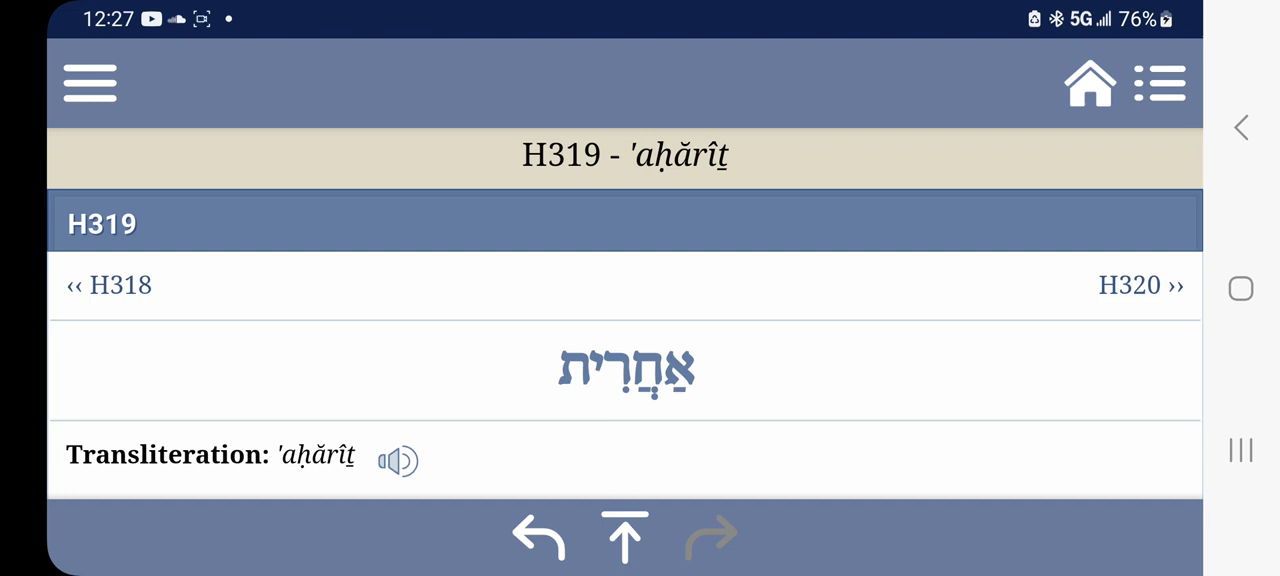 12:27
5G 76%
H319 - 'aḥărîṯ
H319
‹‹ H318
H320 ››
אַחֲרִית
Transliteration: 'aḥărîṯ